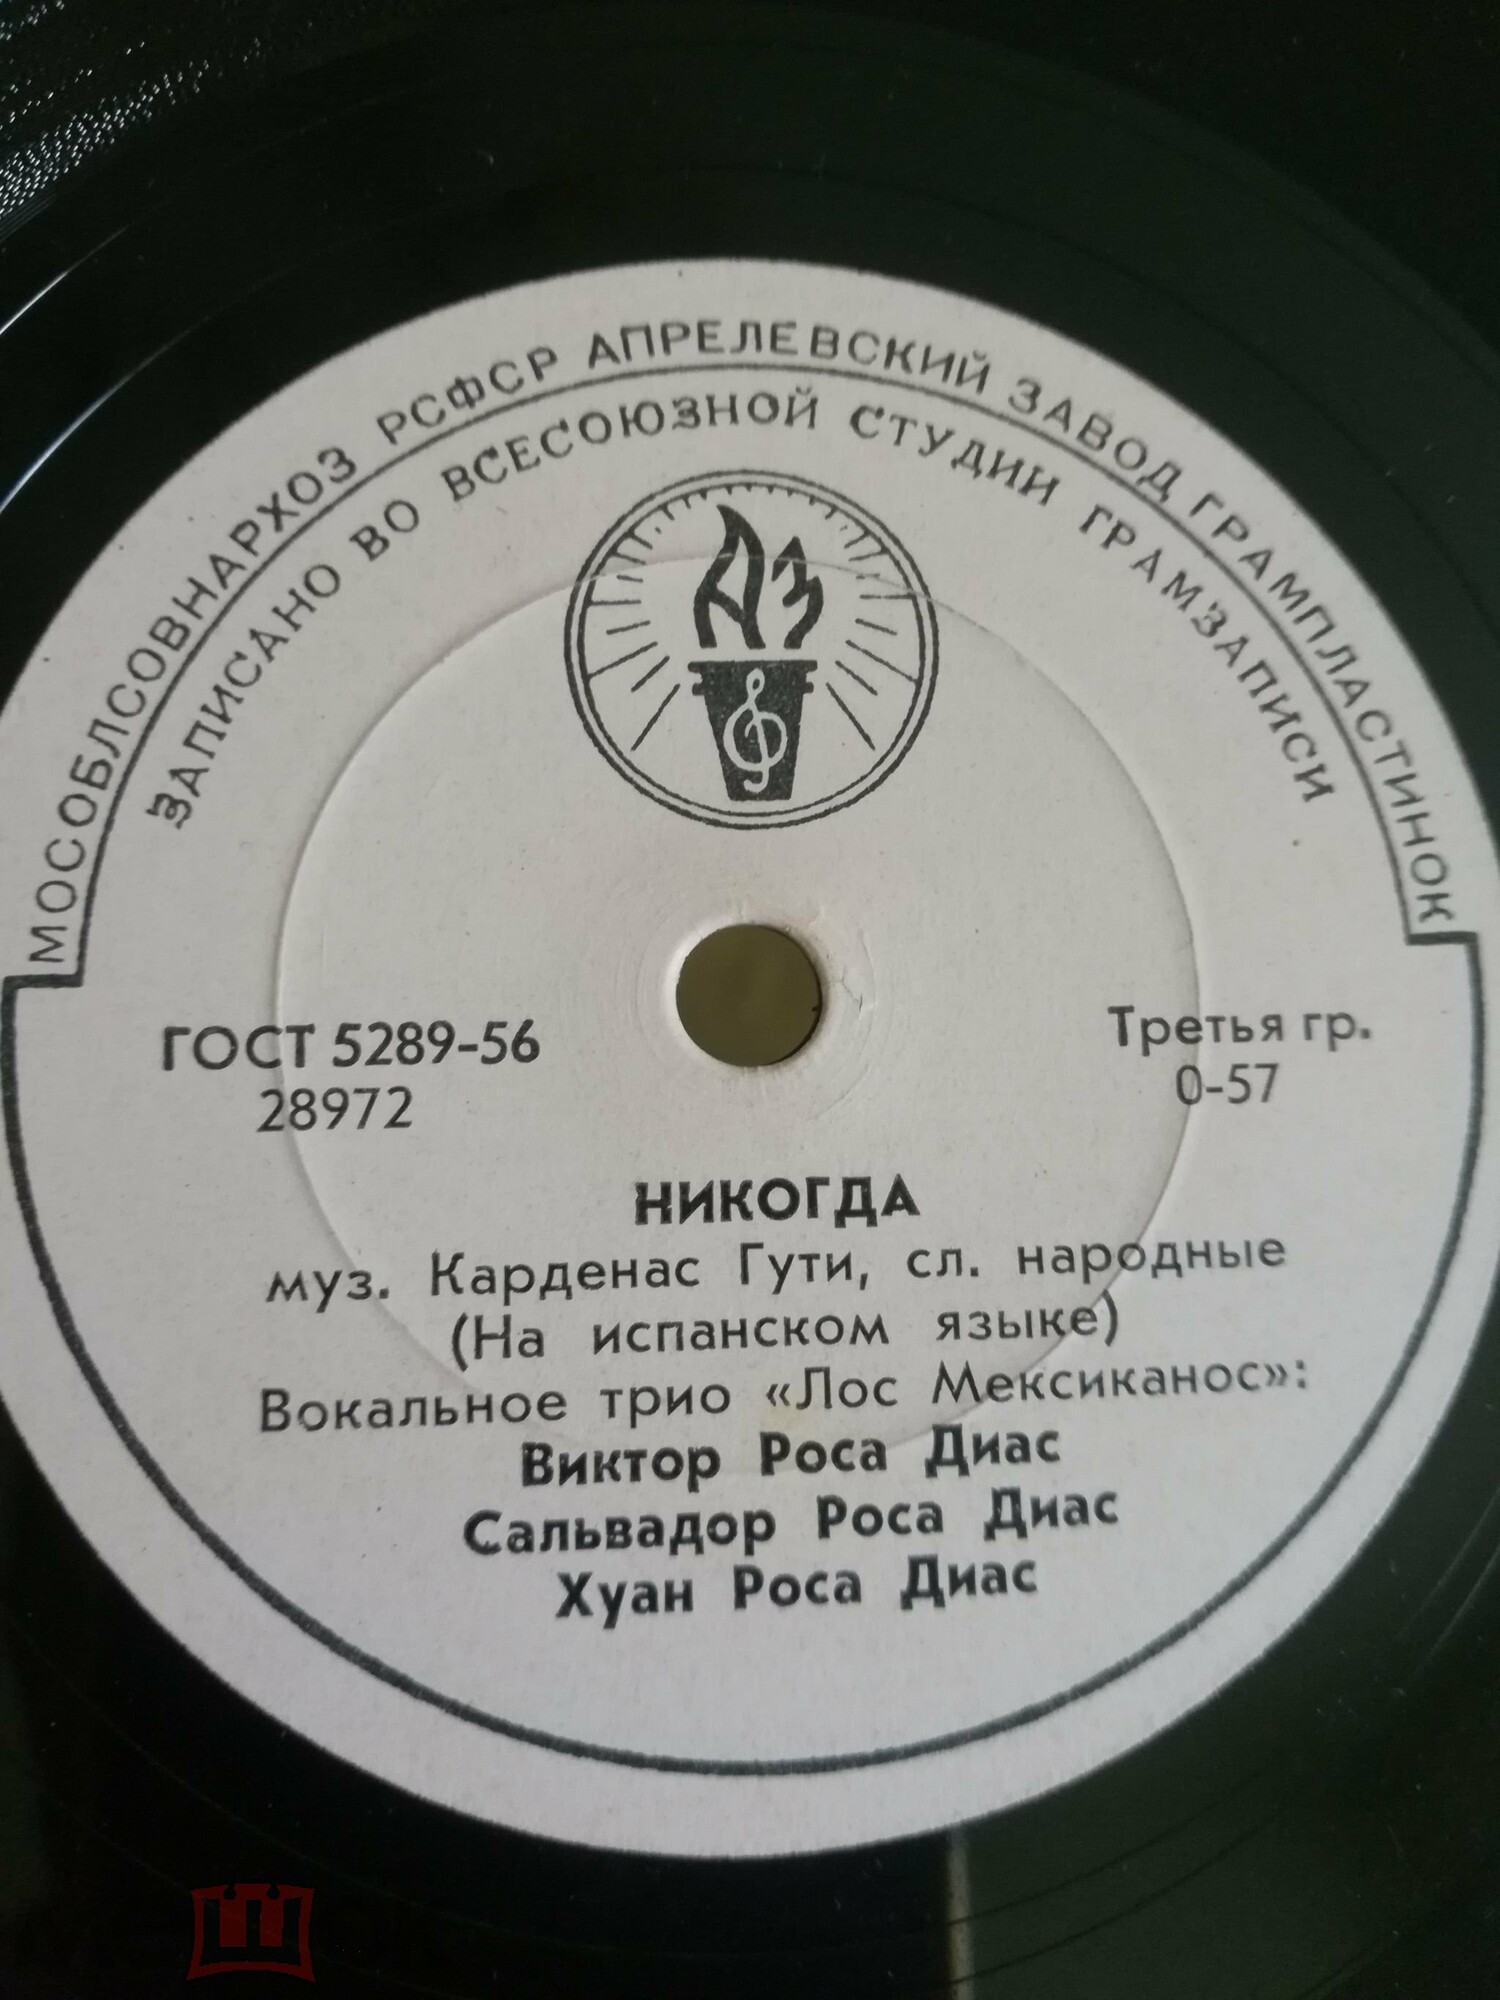 МОСОБЛСОВНАРХОЗ РСФСР АПРЕЛЕВСКИЙ ЗАВОД ГРАМПЛАСТИНОК
ЗАПИСАНО ВО ВСЕСОЮЗНОЙ СТУДИИ ГРАМЗАПИСИ
АЗ
ГОСТ 5289-56
28972
Третья гр.
0-57
НИКОГДА
муз. Карденас Гути, сл. народные
(На испанском языке)
Вокальное трио «Лос Мексиканос»:
Виктор Роса Диас
Сальвадор Роса Диас
Хуан Роса Диас